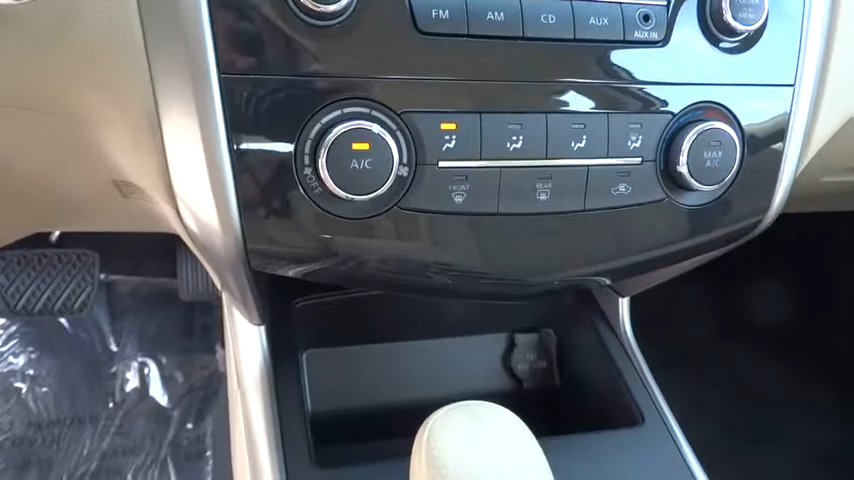 FM AM CD AUX AUX IN
A/C
OFF
MAX
A/C
FRONT
REAR